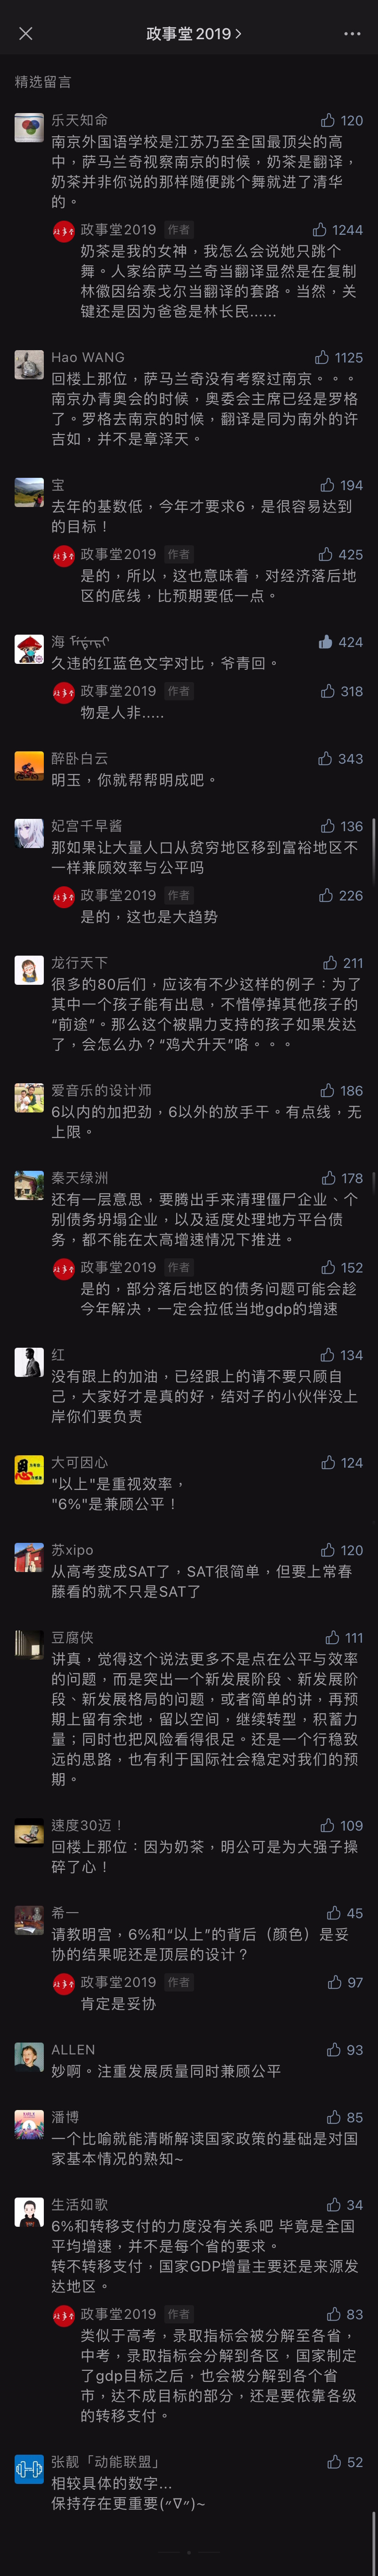 政事堂2019 >
精选留言
乐天知命
120
南京外国语学校是江苏乃至全国最顶尖的高
中，萨马兰奇视察南京的时候，奶茶是翻译，
奶茶并非你说的那样随便跳个舞就进了清华
的。
政事堂2019 作者
1244
奶茶是我的女神，我怎么会说她只跳个
舞。人家给萨马兰奇当翻译显然是在复制
林徽因给泰戈尔当翻译的套路。当然，关
键还是因为爸爸是林长民……
Hao WANG
1125
回楼上那位，萨马兰奇没有考察过南京。。。
南京办青奥会的时候，奥委会主席已经是罗格
了。罗格去南京的时候，翻译是同为南外的许
吉如，并不是章泽天。
宝
194
去年的基数低，今年才要求6，是很容易达到
的目标！
政事堂2019 作者
425
是的，所以，这也意味着，对经济落后地
区的底线，比预期要低一点。
海
424
久违的红蓝色文字对比，爷青回。
政事堂2019 作者
318
物是人非.....
醉卧白云
343
明玉，你就帮帮明成吧。
妃宫千早酱
136
那如果让大量人口从贫穷地区移到富裕地区不
一样兼顾效率与公平吗
政事堂2019 作者
226
是的，这也是大趋势
龙行天下
211
很多的80后们，应该有不少这样的例子：为了
其中一个孩子能有出息，不惜停掉其他孩子的
“前途”。那么这个被鼎力支持的孩子如果发达
了，会怎么办？“鸡犬升天”咯。。。
爱音乐的设计师
186
6以内的加把劲，6以外的放手干。有点线，无
上限。
秦天绿洲
178
还有一层意思，要腾出手来清理僵尸企业、个
别债务坍塌企业，以及适度处理地方平台债
务，都不能在太高增速情况下推进。
政事堂2019 作者
152
是的，部分落后地区的债务问题可能会趁
今年解决，一定会拉低当地gdp的增速
红
134
没有跟上的加油，已经跟上的请不要只顾自
己，大家好才是真的好，结对子的小伙伴没上
岸你们要负责
大可因心
124
"以上"是重视效率，
"6%"是兼顾公平！
苏xipo
120
从高考变成SAT了，SAT很简单，但要上常春
藤看的就不只是SAT了
豆腐侠
111
讲真，觉得这个说法更多不是点在公平与效率
的问题，而是突出一个新发展阶段、新发展阶
段、新发展格局的问题，或者简单的讲，再预
期上留有余地，留以空间，继续转型，积蓄力
量；同时也把风险看得很足。还是一个行稳致
远的思路，也有利于国际社会稳定对我们的预
期。
速度30迈！
109
回楼上那位：因为奶茶，明公可是为大强子操
碎了心！
希一
45
请教明宫，6%和“以上”的背后（颜色）是妥
协的结果呢还是顶层的设计？
政事堂2019 作者
97
肯定是妥协
ALLEN
93
妙啊。注重发展质量同时兼顾公平
潘博
85
一个比喻就能清晰解读国家政策的基础是对国
家基本情况的熟知~
生活如歌
34
6%和转移支付的力度没有关系吧 毕竟是全国
平均增速，并不是每个省的要求。
转不转移支付，国家GDP增量主要还是来源发
达地区。
政事堂2019 作者
83
类似于高考，录取指标会被分解至各省，
中考，录取指标会分解到各区，国家制定
了gdp目标之后，也会被分解到各个省
市，达不成目标的部分，还是要依靠各级
的转移支付。
张靓「动能联盟」
52
相较具体的数字...
保持存在更重要(″∇″)~